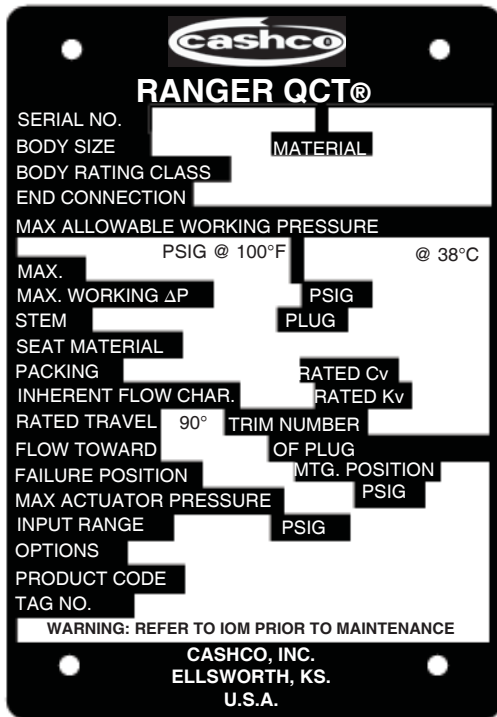 cashco
RANGER QCT®
SERIAL NO.
BODY SIZE MATERIAL
BODY RATING CLASS
END CONNECTION
MAX ALLOWABLE WORKING PRESSURE
PSIG @ 100°F @ 38°C
MAX.
MAX. WORKING ΔP PSIG
STEM PLUG
SEAT MATERIAL
PACKING RATED Cv
INHERENT FLOW CHAR. RATED Kv
RATED TRAVEL 90° TRIM NUMBER
FLOW TOWARD OF PLUG
FAILURE POSITION MTG. POSITION
MAX ACTUATOR PRESSURE PSIG
INPUT RANGE PSIG
OPTIONS
PRODUCT CODE
TAG NO.
WARNING: REFER TO IOM PRIOR TO MAINTENANCE
CASHCO, INC.
ELLSWORTH, KS.
U.S.A.